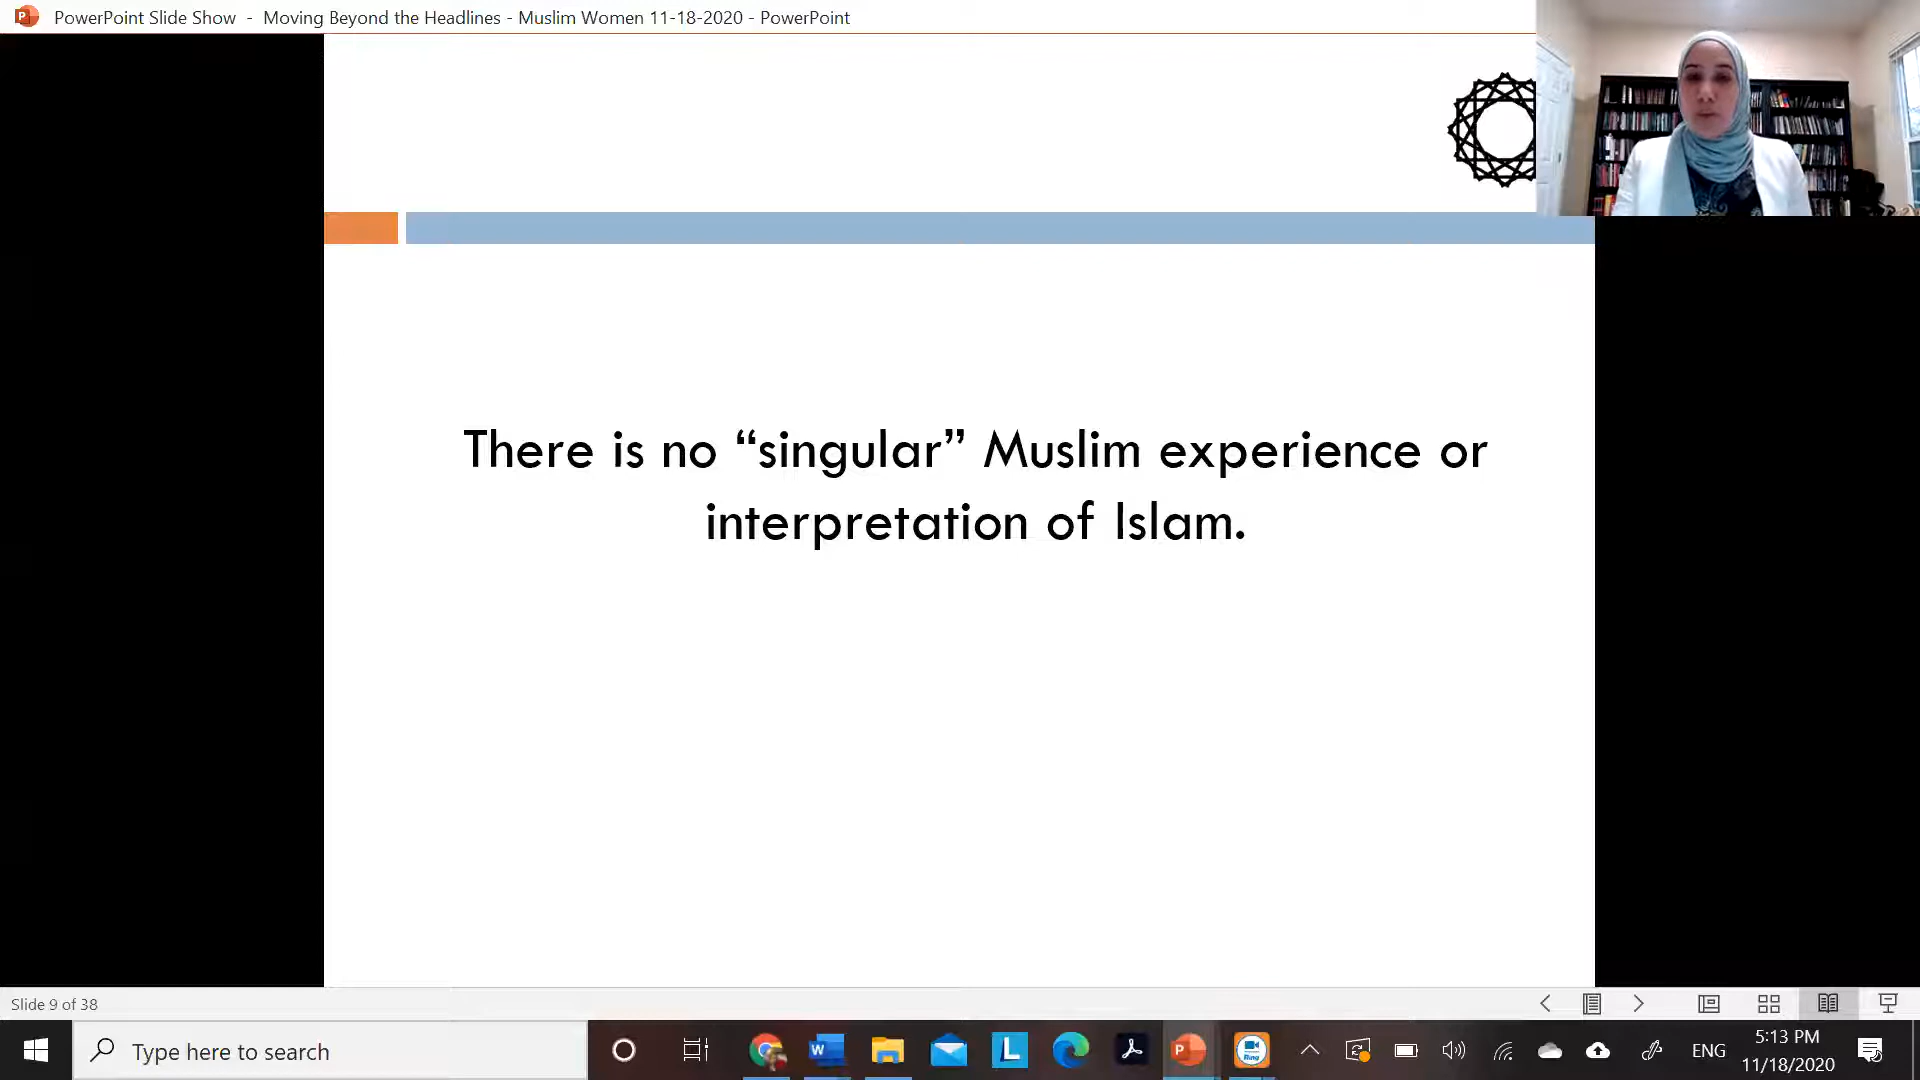 PowerPoint Slide Show - Moving Beyond the Headlines - Muslim Women 11-18-2020 - PowerPoint
There is no “singular” Muslim experience or
interpretation of Islam.
Slide 9 of 38
Type here to search
ENG
5:13 PM
11/18/2020